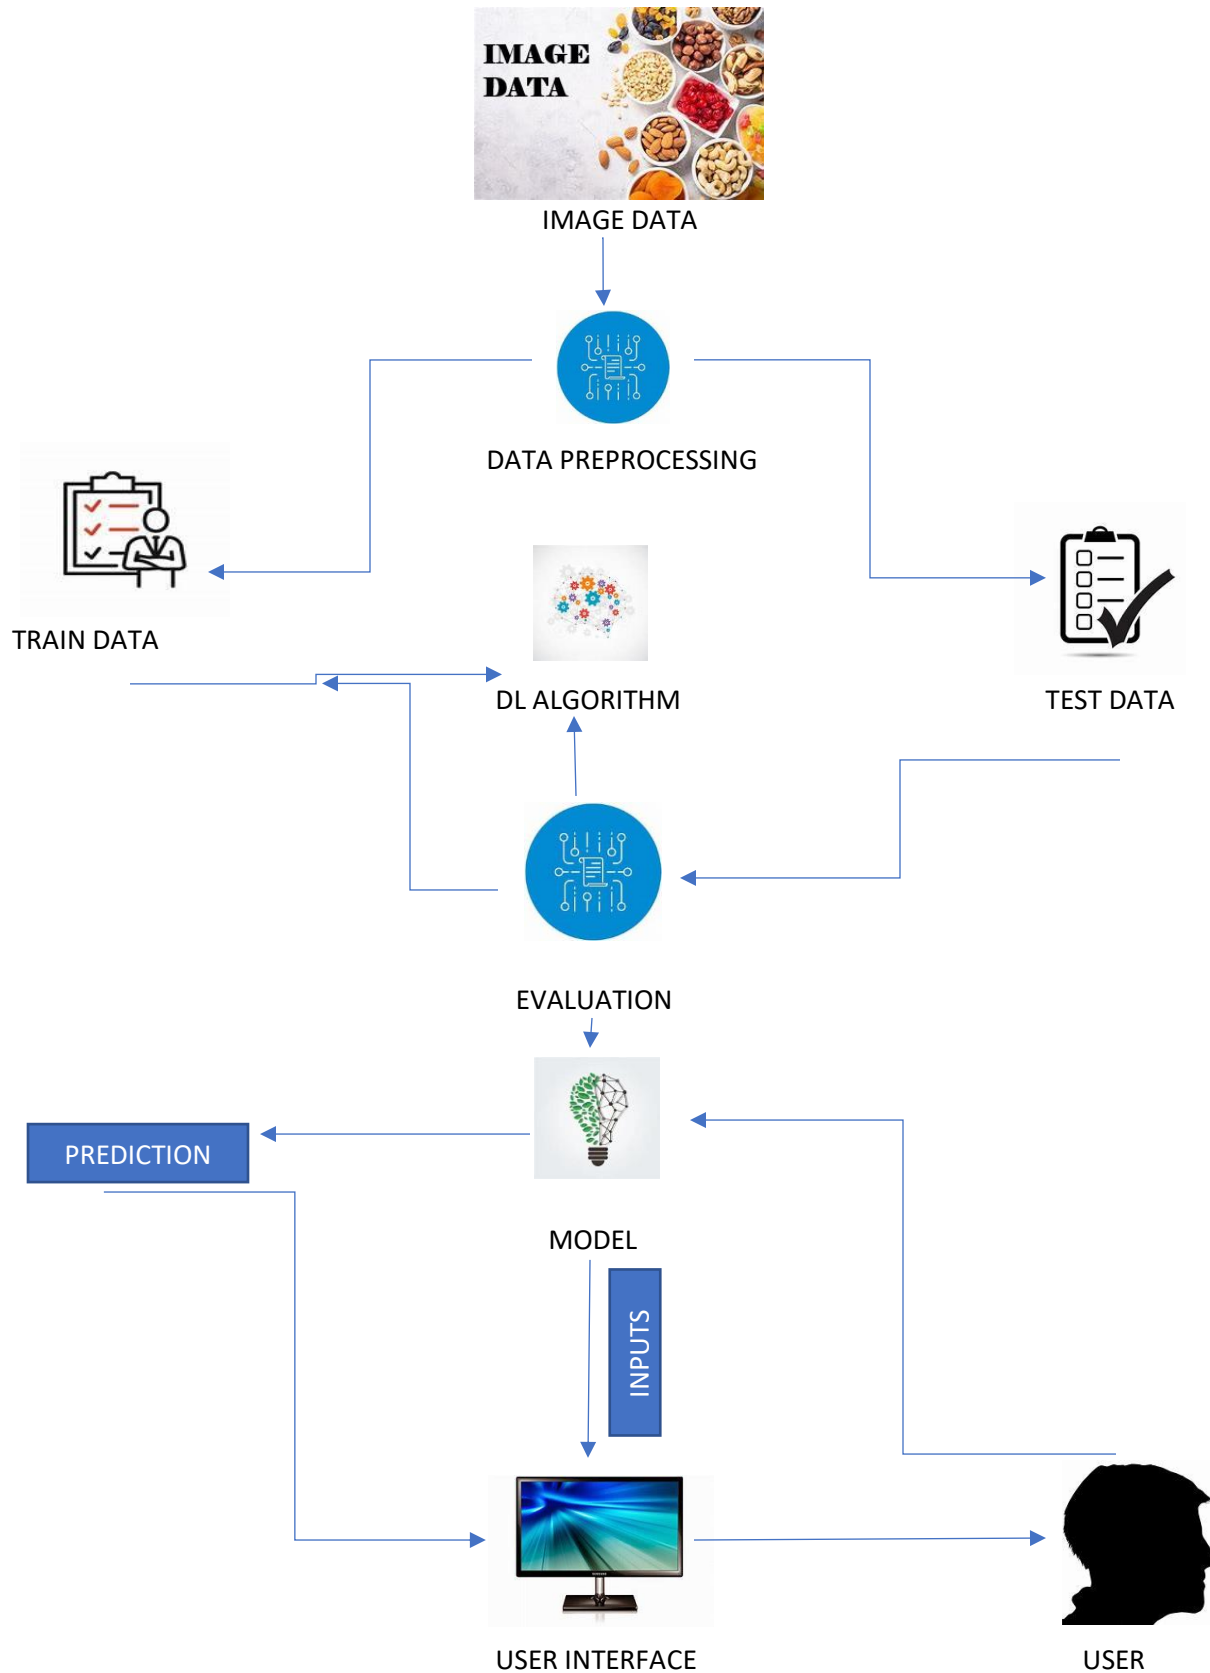 IMAGE
DATA
IMAGE DATA
DATA PREPROCESSING
TRAIN DATA
DL ALGORITHM
TEST DATA
EVALUATION
PREDICTION
MODEL
INPUTS
USER INTERFACE
USER